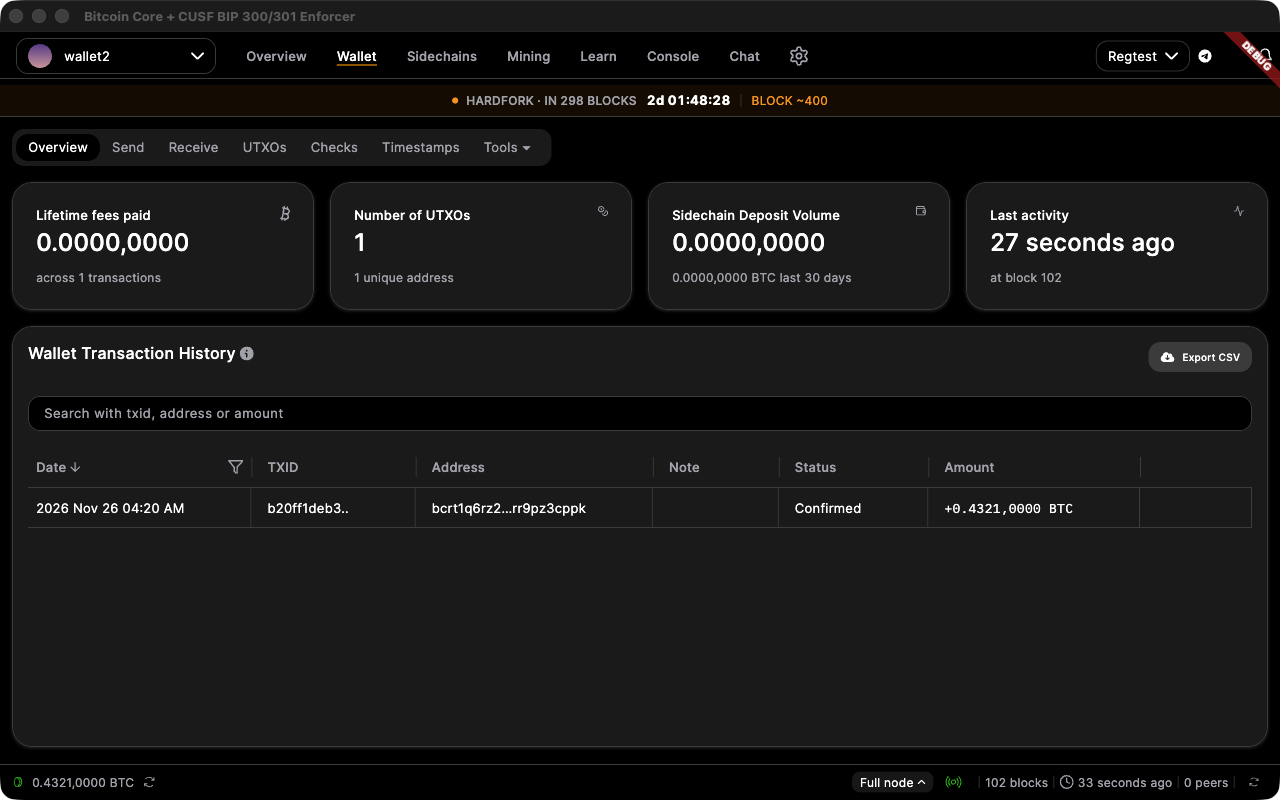 Bitcoin Core + CUSF BIP 300/301 Enforcer
wallet2
Overview
Wallet
Sidechains
Mining
Learn
Console
Chat
Regtest
DEBUG
HARDFORK · IN 298 BLOCKS 2d 01:48:28 BLOCK ~400
Overview
Send
Receive
UTXOs
Checks
Timestamps
Tools
Lifetime fees paid
0.0000,0000
across 1 transactions
Number of UTXOs
1
1 unique address
Sidechain Deposit Volume
0.0000,0000
0.0000,0000 BTC last 30 days
Last activity
27 seconds ago
at block 102
Wallet Transaction History
Export CSV
Search with txid, address or amount
Date TXID Address Note Status Amount
2026 Nov 26 04:20 AM b20ff1deb3.. bcrt1q6rz2...rr9pz3cppk Confirmed +0.4321,0000 BTC
0.4321,0000 BTC
Full node
102 blocks
33 seconds ago
0 peers